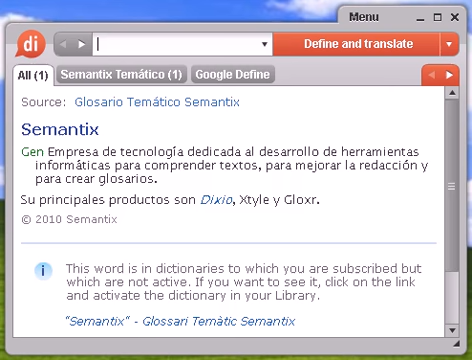 Menu
di
Define and translate
All (1)
Semantix Temático (1)
Google Define
Source: Glosario Temático Semantix
Semantix
Gen Empresa de tecnología dedicada al desarrollo de herramientas
informáticas para comprender textos, para mejorar la redacción y
para crear glosarios.
Su principales productos son Dixio, Xtyle y Gloxr.
© 2010 Semantix
i
This word is in dictionaries to which you are subscribed but
which are not active. If you want to see it, click on the link
and activate the dictionary in your Library.
"Semantix" - Glossari Temàtic Semantix